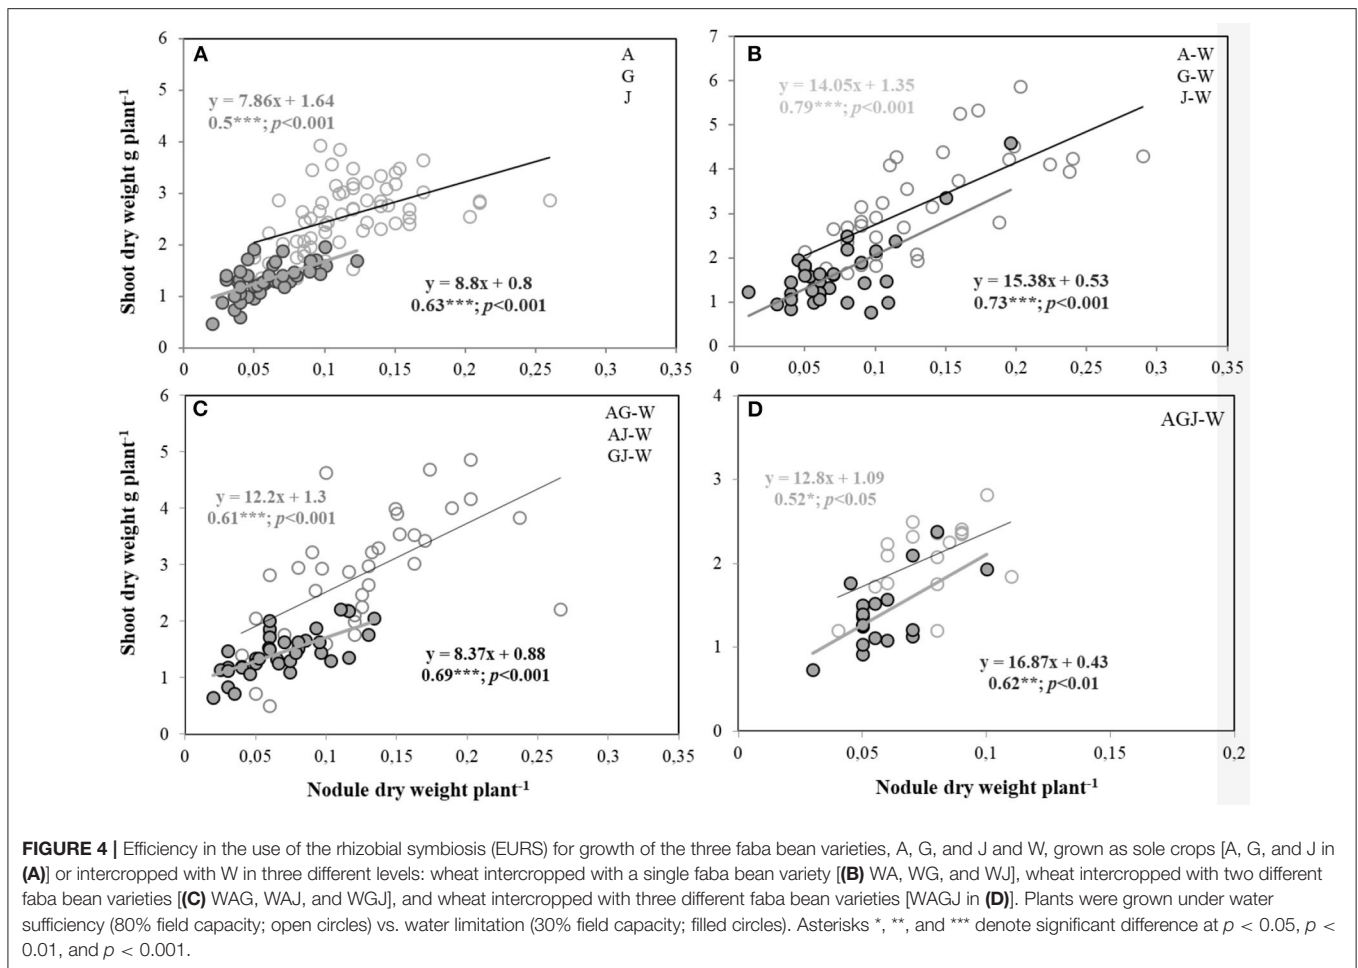 A
A
G
J
y = 7.86x + 1.64
0.5***; p<0.001
y = 8.8x + 0.8
0.63***; p<0.001
Shoot dry weight g plant⁻¹
6
5
4
3
2
1
0
0 0,05 0,1 0,15 0,2 0,25 0,3 0,35
B
A-W
G-W
J-W
y = 14.05x + 1.35
0.79***; p<0.001
y = 15.38x + 0.53
0.73***; p<0.001
7
6
5
4
3
2
1
0
0 0,05 0,1 0,15 0,2 0,25 0,3 0,35
C
AG-W
AJ-W
GJ-W
y = 12.2x + 1.3
0.61***; p<0.001
y = 8.37x + 0.88
0.69***; p<0.001
Shoot dry weight g plant⁻¹
6
5
4
3
2
1
0
0 0,05 0,1 0,15 0,2 0,25 0,3 0,35
Nodule dry weight plant⁻¹
D
AGJ-W
y = 12.8x + 1.09
0.52*; p<0.05
y = 16.87x + 0.43
0.62**; p<0.01
4
3
2
1
0
0 0,05 0,1 0,15 0,2
Nodule dry weight plant⁻¹
FIGURE 4 | Efficiency in the use of the rhizobial symbiosis (EURS) for growth of the three faba bean varieties, A, G, and J and W, grown as sole crops [A, G, and J in
(A)] or intercropped with W in three different levels: wheat intercropped with a single faba bean variety [(B) WA, WG, and WJ], wheat intercropped with two different
faba bean varieties [(C) WAG, WAJ, and WGJ], and wheat intercropped with three different faba bean varieties [WAGJ in (D)]. Plants were grown under water
sufficiency (80% field capacity; open circles) vs. water limitation (30% field capacity; filled circles). Asterisks *, **, and *** denote significant difference at p < 0.05, p <
0.01, and p < 0.001.